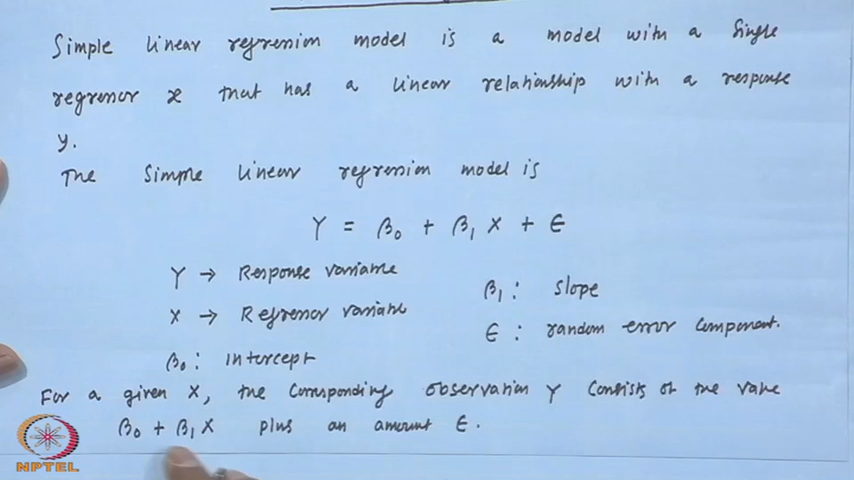 Simple linear regression model is a model with a single
regressor x that has a linear relationship with a response
y.
The simple linear regression model is
Y = β₀ + β₁ X + ϵ
Y → Response variable
β₁ : slope
X → Regressor variable
ϵ : random error component.
β₀ : intercept
For a given X, the corresponding observation Y consists of the value
β₀ + β₁ X plus an amount ϵ.
NPTEL